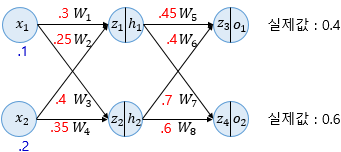 x₁ .3 W₁ z₁ h₁ .45 W₅ z₃ o₁ 실제값 : 0.4
.1 .25 W₂ .4 W₆
.4 W₃ .7 W₇
x₂ .35 W₄ z₂ h₂ .6 W₈ z₄ o₂ 실제값 : 0.6
.2